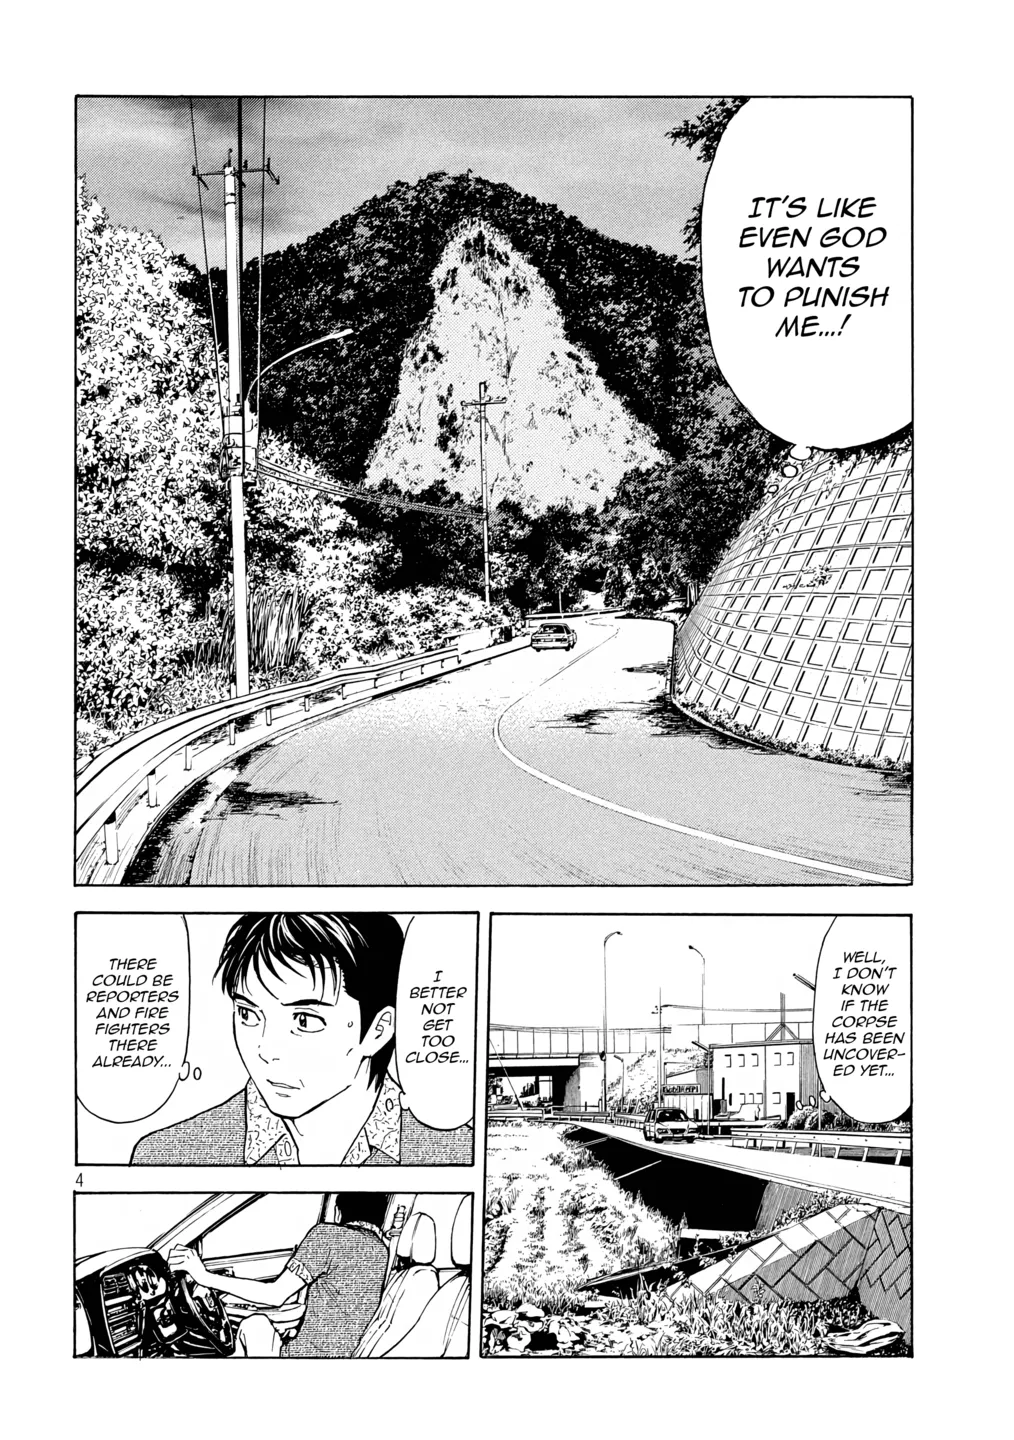 IT'S LIKE
EVEN GOD
WANTS
TO PUNISH
ME...!
WELL,
I DON'T
KNOW
IF THE
CORPSE
HAS BEEN
UNCOVER-
ED YET...
I
BETTER
NOT
GET
TOO
CLOSE...
THERE
COULD BE
REPORTERS
AND FIRE
FIGHTERS
THERE
ALREADY...
4